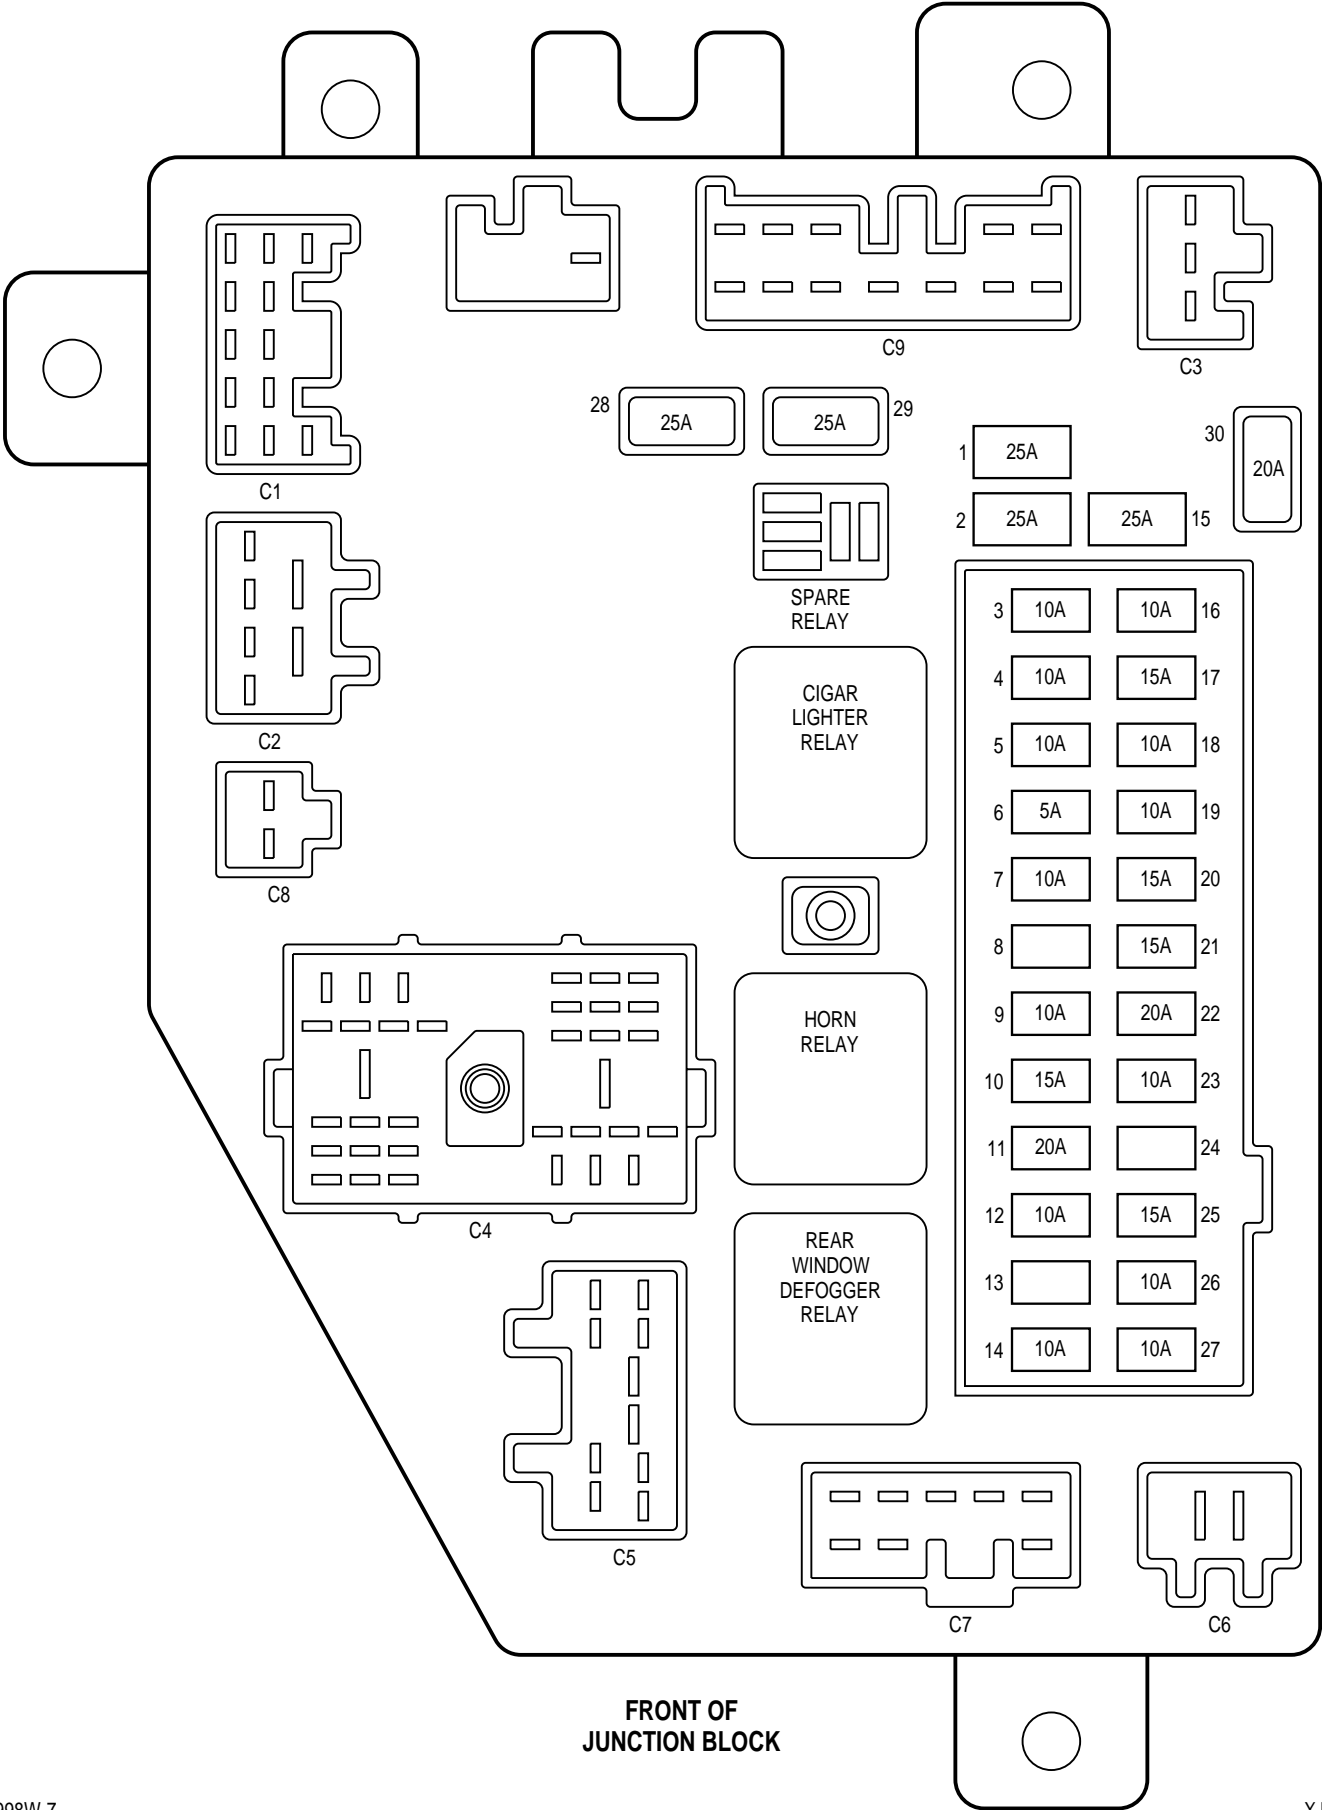 C9
C3
28
25A
25A
29
30
20A
1
25A
C1
2
25A
25A
15
SPARE
RELAY
3
10A
10A
16
CIGAR
LIGHTER
RELAY
4
10A
15A
17
C2
5
10A
10A
18
6
5A
10A
19
C8
7
10A
15A
20
8
15A
21
HORN
RELAY
9
10A
20A
22
10
15A
10A
23
11
20A
24
C4
12
10A
15A
25
REAR
WINDOW
DEFOGGER
RELAY
13
10A
26
14
10A
10A
27
C5
C7
C6
FRONT OF
JUNCTION BLOCK